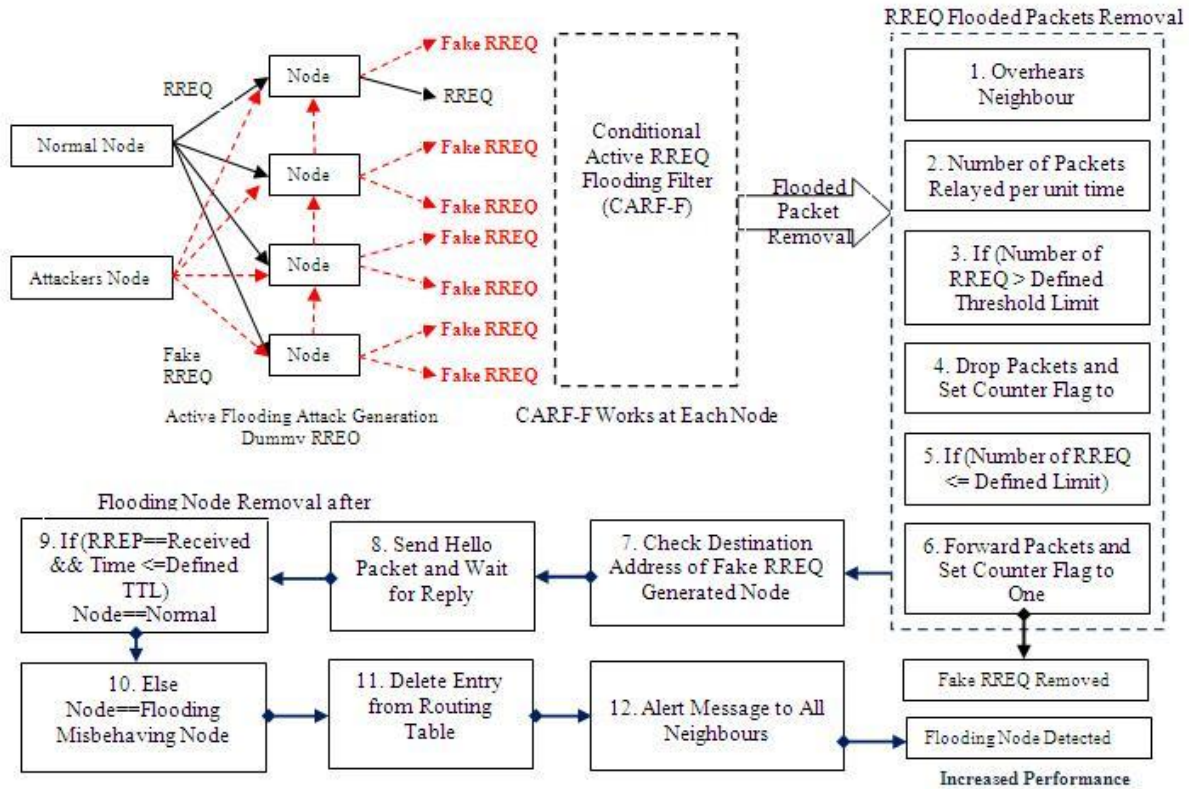 RREQ Flooded Packets Removal
Fake RREQ
Node
RREQ
RREQ
Normal Node
Fake RREQ
Node
Fake RREQ
Fake RREQ
Node
Fake RREQ
Attackers Node
Fake RREQ
Node
Fake RREQ
Fake
RREQ
Active Flooding Attack Generation
Dummy RREQ
Conditional
Active RREQ
Flooding Filter
(CARF-F)
CARF-F Works at Each Node
Flooded
Packet
Removal
1. Overhears
Neighbour
2. Number of Packets
Relayed per unit time
3. If (Number of
RREQ > Defined
Threshold Limit
4. Drop Packets and
Set Counter Flag to
5. If (Number of RREQ
<= Defined Limit)
6. Forward Packets and
Set Counter Flag to
One
Flooding Node Removal after
9. If (RREP==Received
&& Time <=Defined
TTL)
Node==Normal
8. Send Hello
Packet and Wait
for Reply
7. Check Destination
Address of Fake RREQ
Generated Node
10. Else
Node==Flooding
Misbehaving Node
11. Delete Entry
from Routing
Table
12. Alert Message to All
Neighbours
Fake RREQ Removed
Flooding Node Detected
Increased Performance